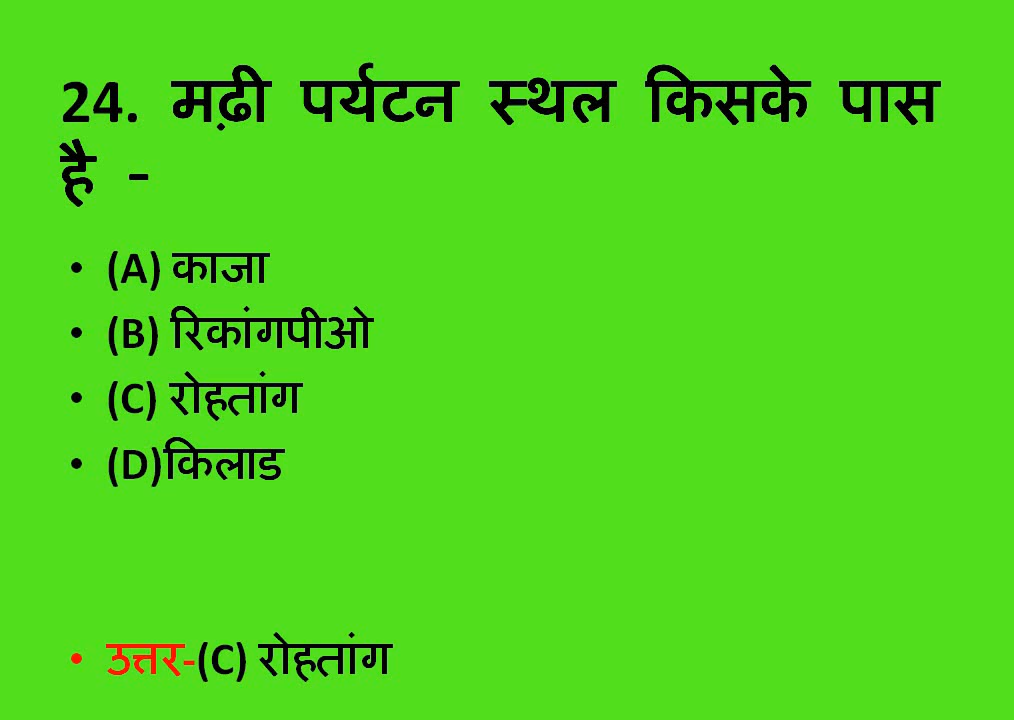 24. मढ़ी पर्यटन स्थल किसके पास
है -
• (A) काजा
• (B) रिकांगपीओ
• (C) रोहतांग
• (D)किलाड
• उत्तर-(C) रोहतांग